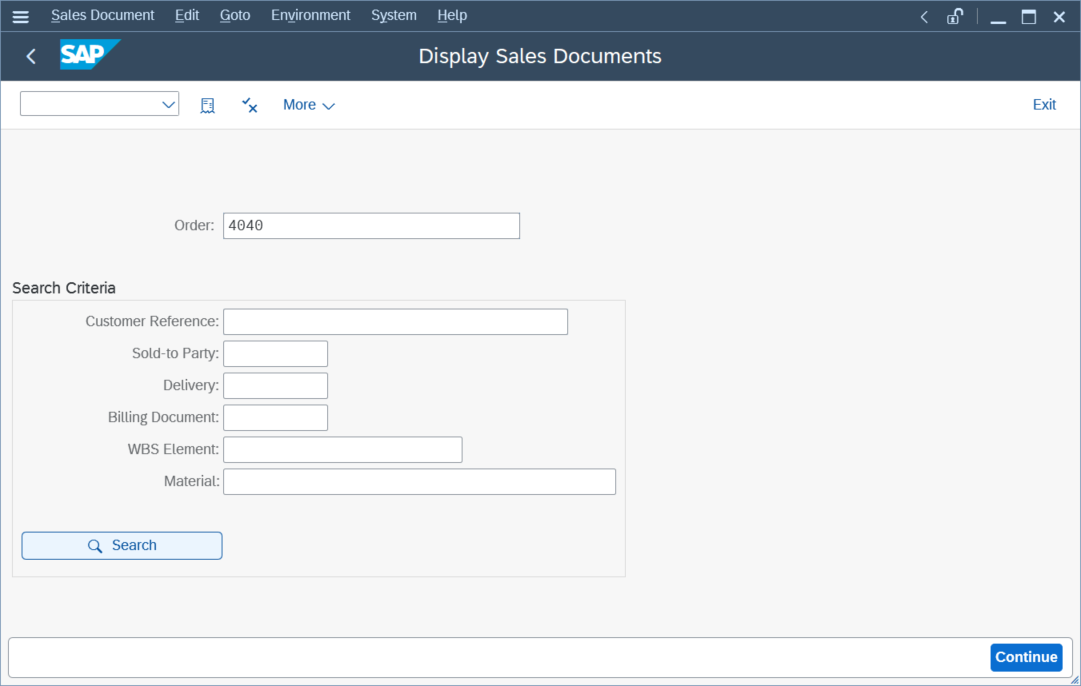 Sales Document Edit Goto Environment System Help
SAP Display Sales Documents
More Exit
Order: 4040
Search Criteria
Customer Reference:
Sold-to Party:
Delivery:
Billing Document:
WBS Element:
Material:
Search
Continue